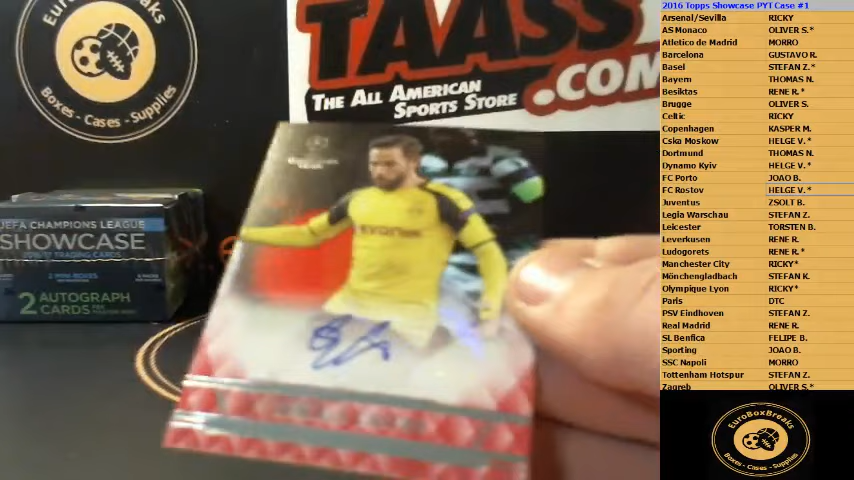 EuroBoxBreaks
Boxes - Cases - Supplies
TAASS
.COM
THE ALL AMERICAN
SPORTS STORE
UEFA CHAMPIONS LEAGUE
SHOWCASE
2 AUTOGRAPH
CARDS
2016 Topps Showcase PYT Case #1
Arsenal/Sevilla RICKY
AS Monaco OLIVER S.*
Atletico de Madrid MORRO
Barcelona GUSTAVO R.
Basel STEFAN Z.*
Bayern THOMAS N.
Besiktas RENE R.*
Brugge OLIVER S.
Celtic RICKY
Copenhagen KASPER M.
Cska Moskow HELGE V.*
Dortmund THOMAS N.
Dynamo Kyiv HELGE V.*
FC Porto JOAO B.
FC Rostov HELGE V.*
Juventus ZSOLT B.
Legia Warschau STEFAN Z.
Leicester TORSTEN B.
Leverkusen RENE R.
Ludogorets RENE R.*
Manchester City RICKY*
Mönchengladbach STEFAN K.
Olympique Lyon RICKY*
Paris DTC
PSV Eindhoven STEFAN Z.
Real Madrid RENE R.
SL Benfica FELIPE B.
Sporting JOAO B.
SSC Napoli MORRO
Tottenham Hotspur STEFAN Z.
Zagreb OLIVER S.*
EuroBoxBreaks
Boxes - Cases - Supplies